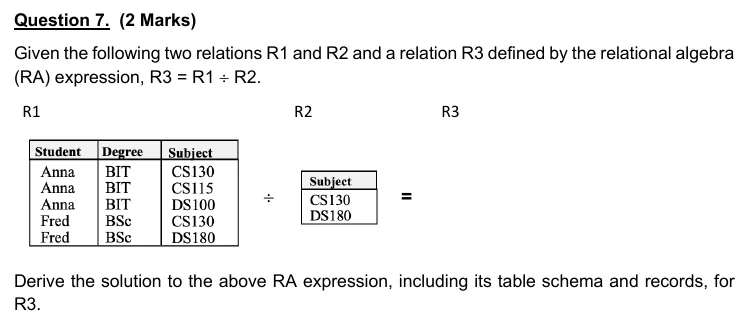 Question 7. (2 Marks)
Given the following two relations R1 and R2 and a relation R3 defined by the relational algebra
(RA) expression, R3 = R1 ÷ R2.
R1 R2 R3
Student Degree Subject
Anna BIT CS130
Anna BIT CS115
Anna BIT DS100
Fred BSc CS130
Fred BSc DS180
÷
Subject
CS130
DS180
=
Derive the solution to the above RA expression, including its table schema and records, for
R3.